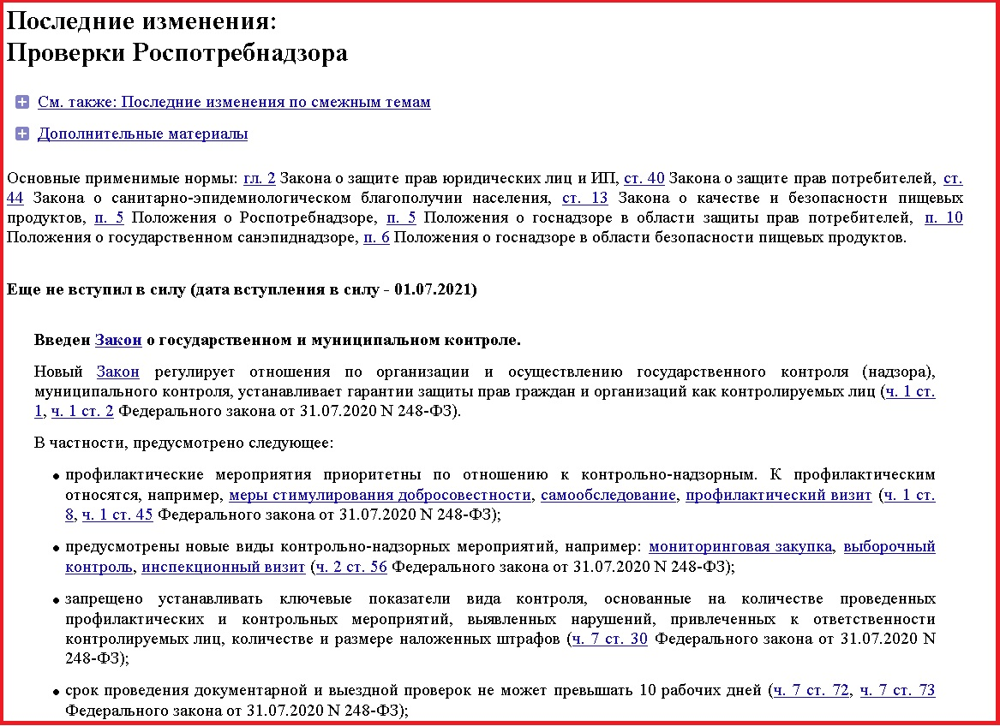 Последние изменения:
Проверки Роспотребнадзора
См. также: Последние изменения по смежным темам
Дополнительные материалы
Основные применимые нормы: гл. 2 Закона о защите прав юридических лиц и ИП, ст. 40 Закона о защите прав потребителей, ст.
44 Закона о санитарно-эпидемиологическом благополучии населения, ст. 13 Закона о качестве и безопасности пищевых
продуктов, п. 5 Положения о Роспотребнадзоре, п. 5 Положения о госнадзоре в области защиты прав потребителей, п. 10
Положения о государственном санэпиднадзоре, п. 6 Положения о госнадзоре в области безопасности пищевых продуктов.
Еще не вступил в силу (дата вступления в силу - 01.07.2021)
Введен Закон о государственном и муниципальном контроле.
Новый Закон регулирует отношения по организации и осуществлению государственного контроля (надзора),
муниципального контроля, устанавливает гарантии защиты прав граждан и организаций как контролируемых лиц (ч. 1 ст.
1, ч. 1 ст. 2 Федерального закона от 31.07.2020 N 248-ФЗ).
В частности, предусмотрено следующее:
● профилактические мероприятия приоритетны по отношению к контрольно-надзорным. К профилактическим
относятся, например, меры стимулирования добросовестности, самообследование, профилактический визит (ч. 1 ст.
8, ч. 1 ст. 45 Федерального закона от 31.07.2020 N 248-ФЗ);
● предусмотрены новые виды контрольно-надзорных мероприятий, например: мониторинговая закупка, выборочный
контроль, инспекционный визит (ч. 2 ст. 56 Федерального закона от 31.07.2020 N 248-ФЗ);
● запрещено устанавливать ключевые показатели вида контроля, основанные на количестве проведенных
профилактических и контрольных мероприятий, выявленных нарушений, привлеченных к ответственности
контролируемых лиц, количестве и размере наложенных штрафов (ч. 7 ст. 30 Федерального закона от 31.07.2020 N
248-ФЗ);
● срок проведения документарной и выездной проверок не может превышать 10 рабочих дней (ч. 7 ст. 72, ч. 7 ст. 73
Федерального закона от 31.07.2020 N 248-ФЗ);